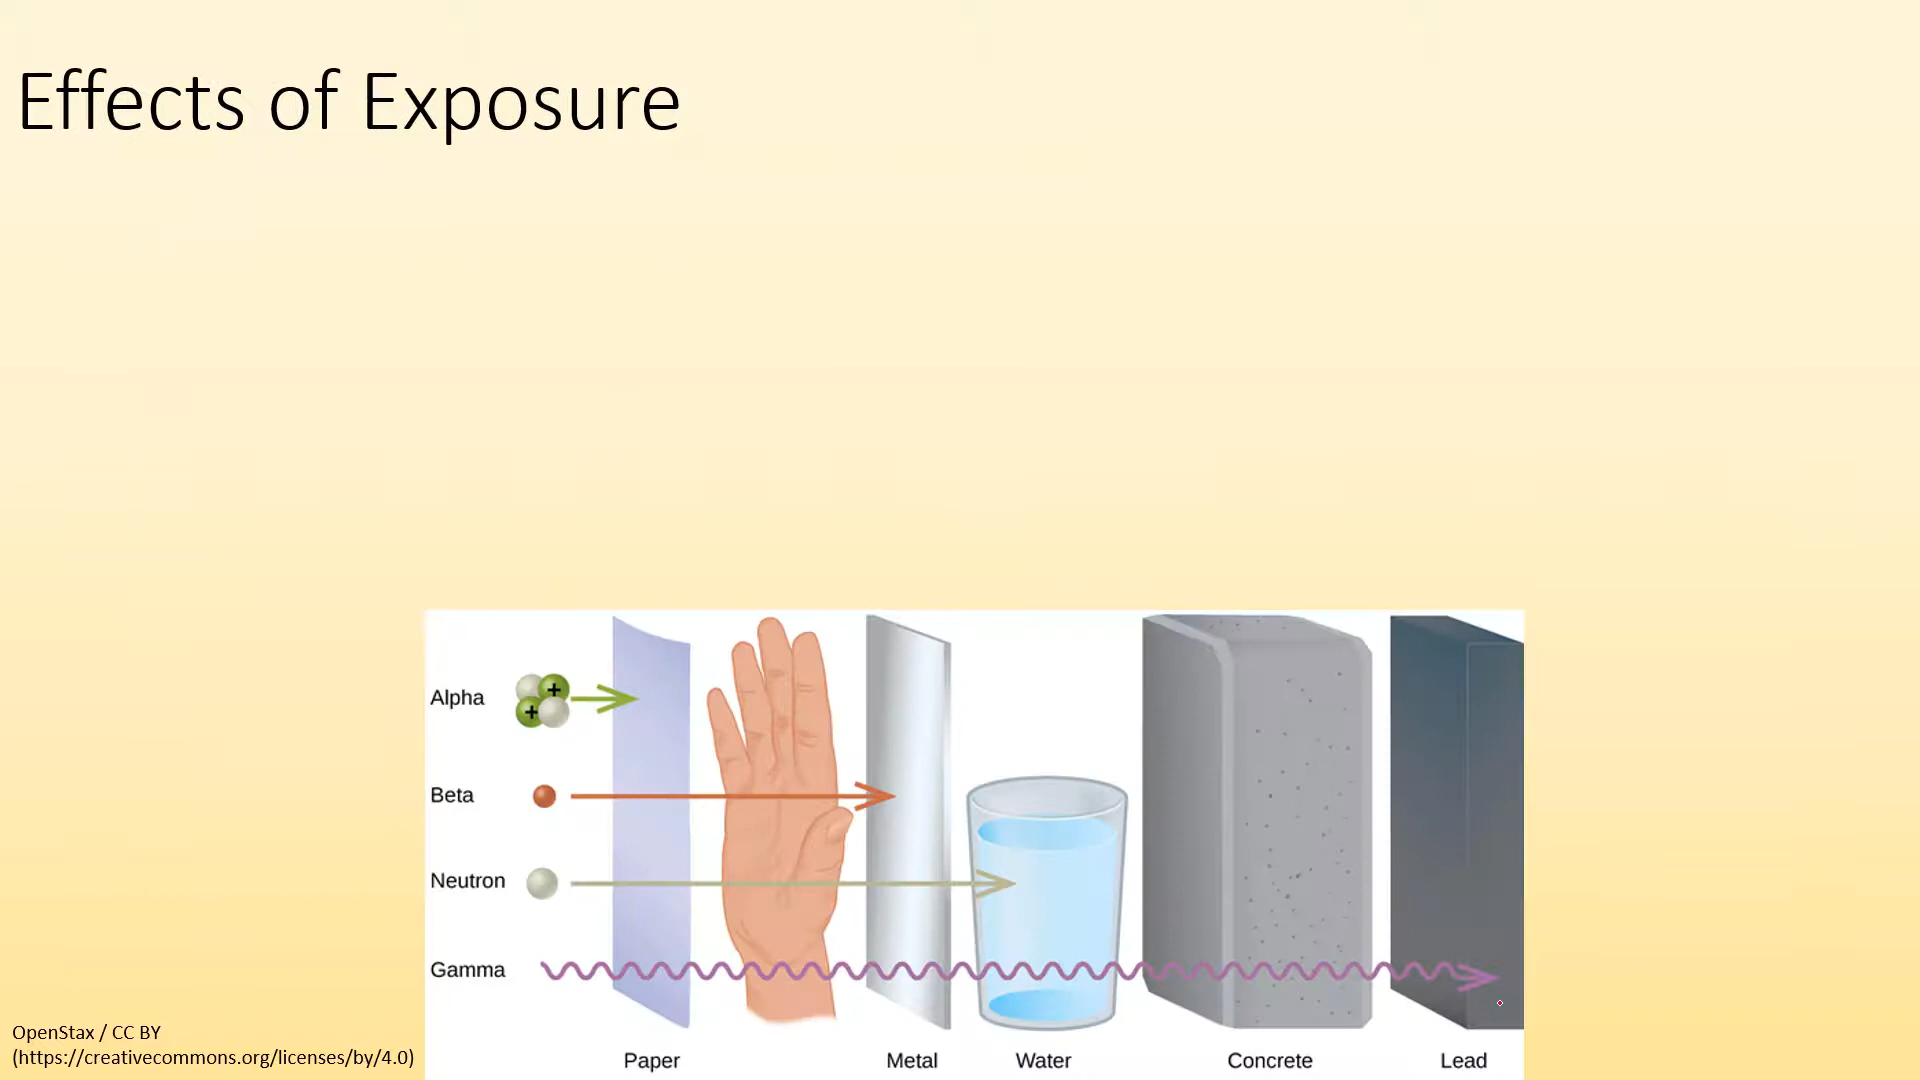 Effects of Exposure
Alpha
+
+
Beta
Neutron
Gamma
OpenStax / CC BY
(https://creativecommons.org/licenses/by/4.0)
Paper Metal Water Concrete Lead